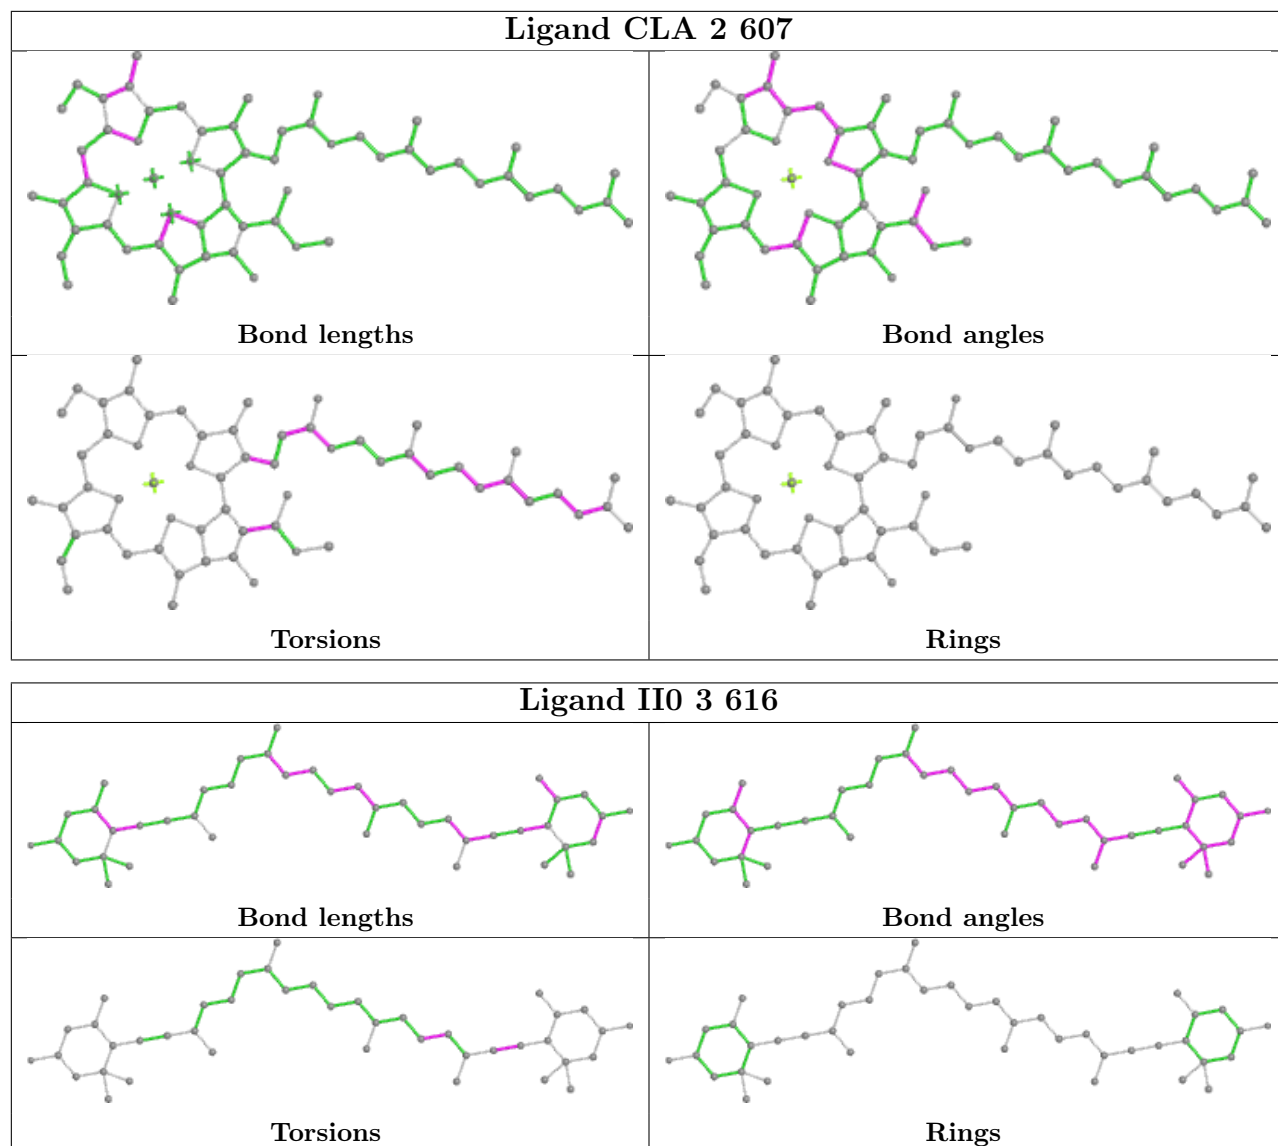 Ligand CLA 2 607
Bond lengths
Bond angles
Torsions
Rings
Ligand II0 3 616
Bond lengths
Bond angles
Torsions
Rings